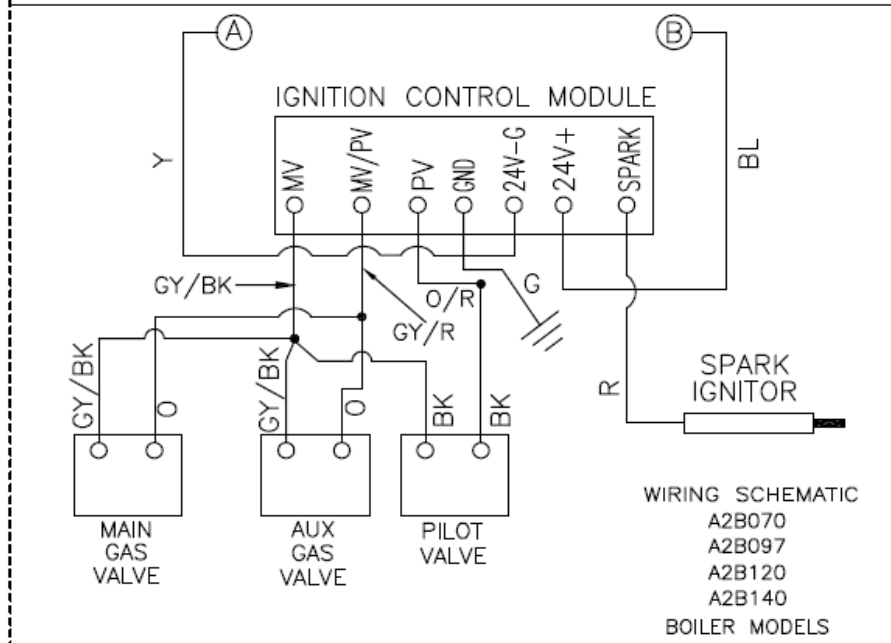 A
B
IGNITION CONTROL MODULE
Y
MV
MV/PV
PV
GND
24V-G
24V+
SPARK
BL
GY/BK
GY/R
O/R
G
GY/BK
O
GY/BK
O
BK
BK
R
SPARK
IGNITOR
MAIN
GAS
VALVE
AUX
GAS
VALVE
PILOT
VALVE
WIRING SCHEMATIC
A2B070
A2B097
A2B120
A2B140
BOILER MODELS